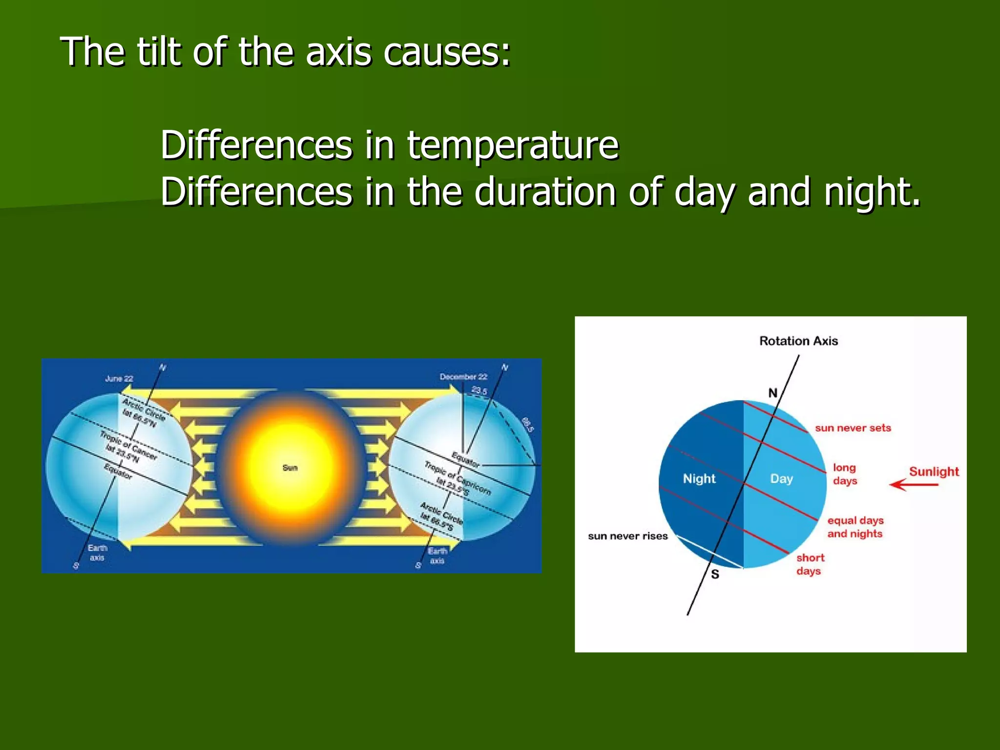 The tilt of the axis causes:
Differences in temperature
Differences in the duration of day and night.
N
June 22
Arctic Circle
lat 66.5°N
Tropic of Cancer
lat 23.5°N
Equator
Earth
axis
S
Sun
December 22
N
23.5
66.5
Equator
Tropic of Capricorn
lat 23.5°S
Arctic Circle
lat 66.5°S
Earth
axis
S
Rotation Axis
N
sun never sets
long
days
Sunlight
Night
Day
equal days
and nights
sun never rises
short
days
S